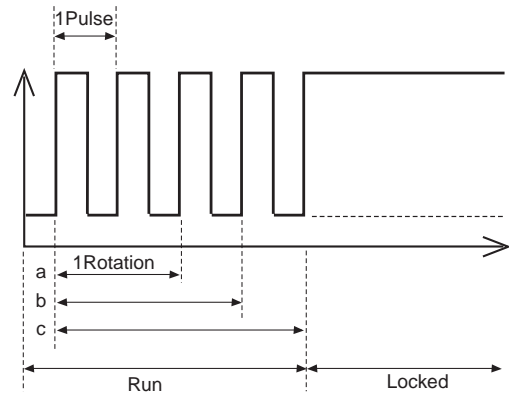 1Pulse
a
1Rotation
b
c
Run
Locked